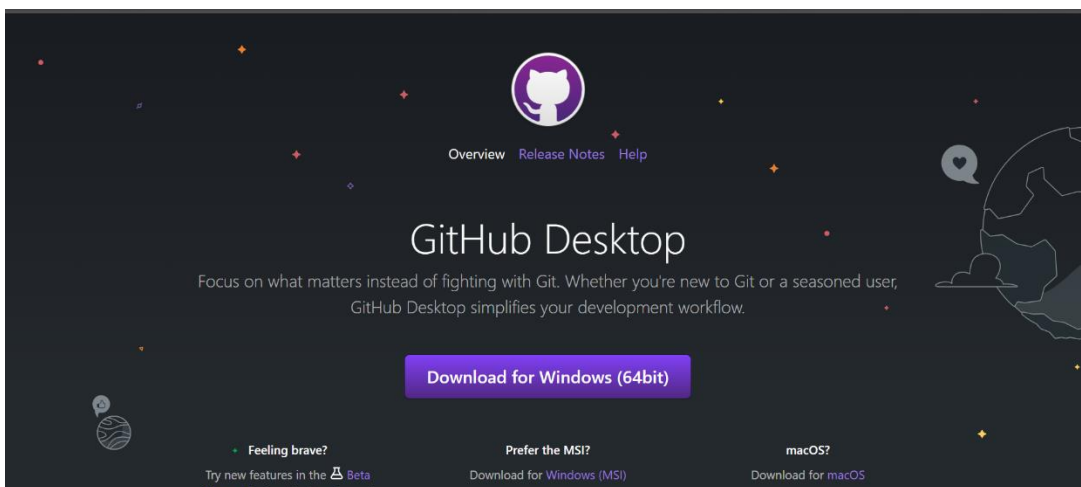 Overview Release Notes Help
GitHub Desktop
Focus on what matters instead of fighting with Git. Whether you're new to Git or a seasoned user,
GitHub Desktop simplifies your development workflow.
Download for Windows (64bit)
Feeling brave?
Try new features in the Beta
Prefer the MSI?
Download for Windows (MSI)
macOS?
Download for macOS